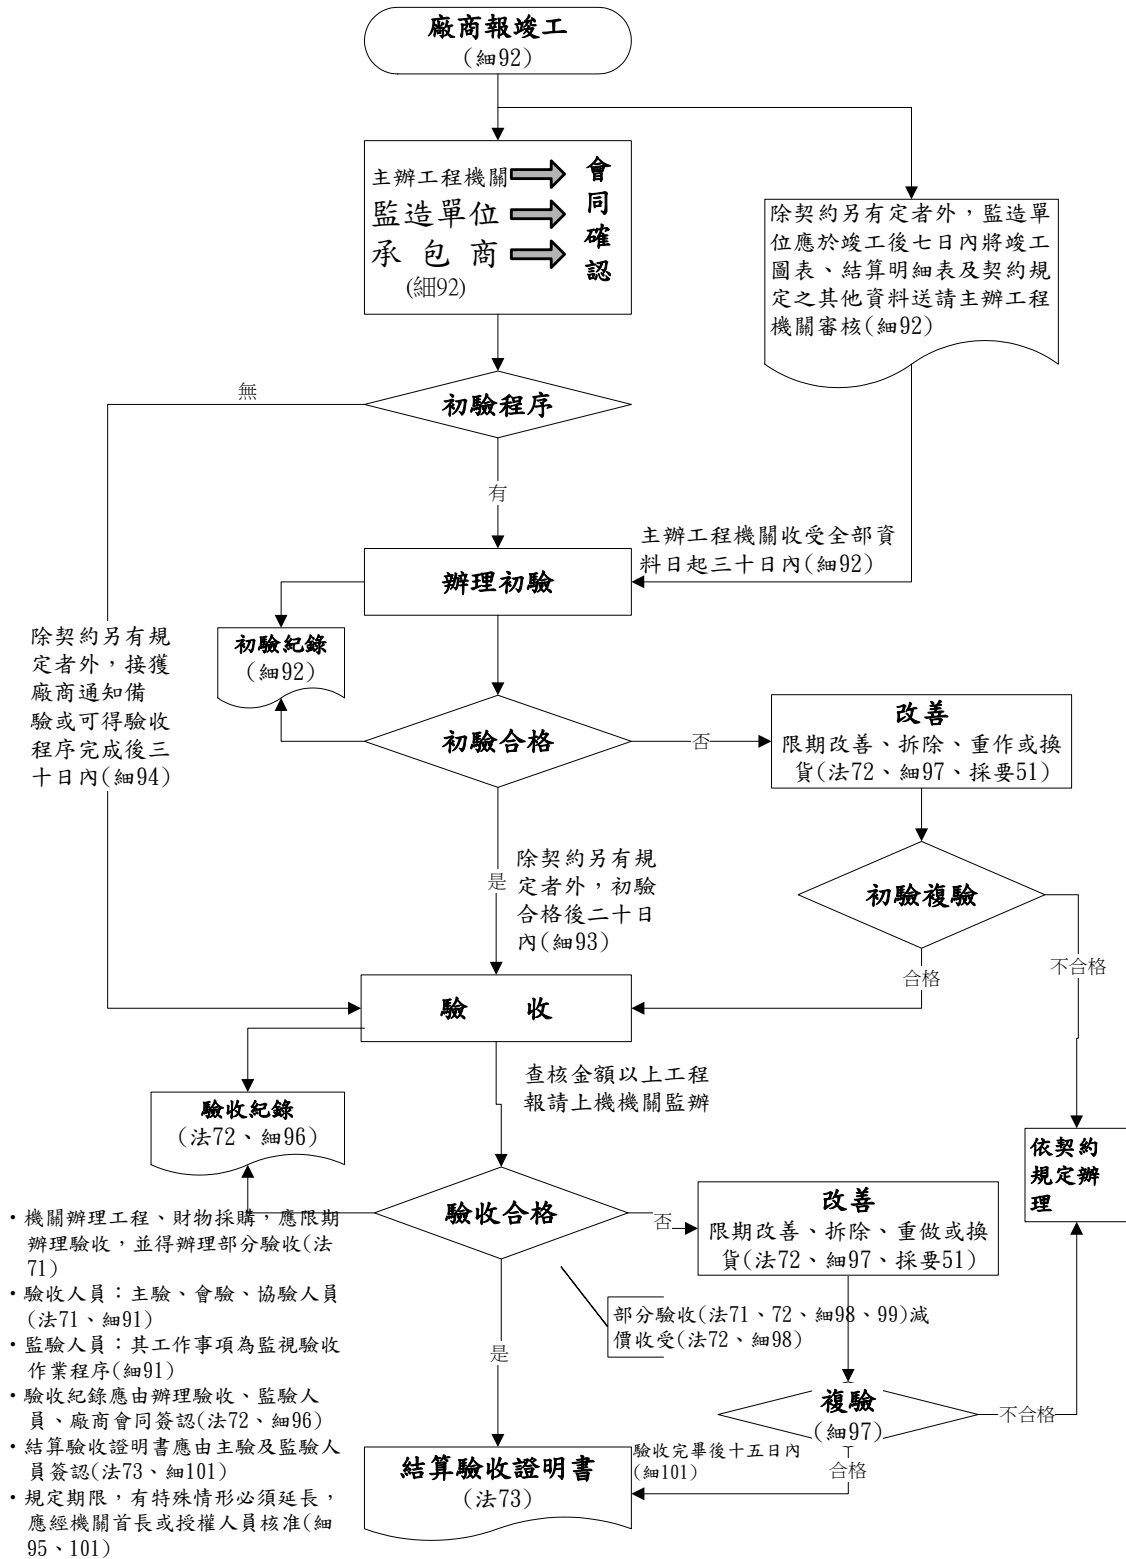 廠商報竣工
(細92)
主辦工程機關
監造單位
承包商
(細92)
會
同
確
認
除契約另有定者外，監造單
位應於竣工後七日內將竣工
圖表、結算明細表及契約規
定之其他資料送請主辦工程
機關審核(細92)
無
初驗程序
有
主辦工程機關收受全部資
料日起三十日內(細92)
辦理初驗
初驗紀錄
(細92)
除契約另有規
定者外，接獲
廠商通知備
驗或可得驗收
程序完成後三
十日內(細94)
初驗合格
否
改善
限期改善、拆除、重作或換
貨(法72、細97、採要51)
是
除契約另有規
定者外，初驗
合格後二十日
內(細93)
初驗複驗
合格
不合格
驗 收
查核金額以上工程
報請上機機關監辦
驗收紀錄
(法72、細96)
依契約
規定辦
理
驗收合格
否
改善
限期改善、拆除、重做或換
貨(法72、細97、採要51)
部分驗收(法71、72、細98、99)減
價收受(法72、細98)
是
複驗
(細97)
不合格
合格
驗收完畢後十五日內
(細101)
結算驗收證明書
(法73)
・機關辦理工程、財物採購，應限期
辦理驗收，並得辦理部分驗收(法
71)
・驗收人員：主驗、會驗、協驗人員
(法71、細91)
・監驗人員：其工作事項為監視驗收
作業程序(細91)
・驗收紀錄應由辦理驗收、監驗人
員、廠商會同簽認(法72、細96)
・結算驗收證明書應由主驗及監驗人
員簽認(法73、細101)
・規定期限，有特殊情形必須延長，
應經機關首長或授權人員核准(細
95、101)